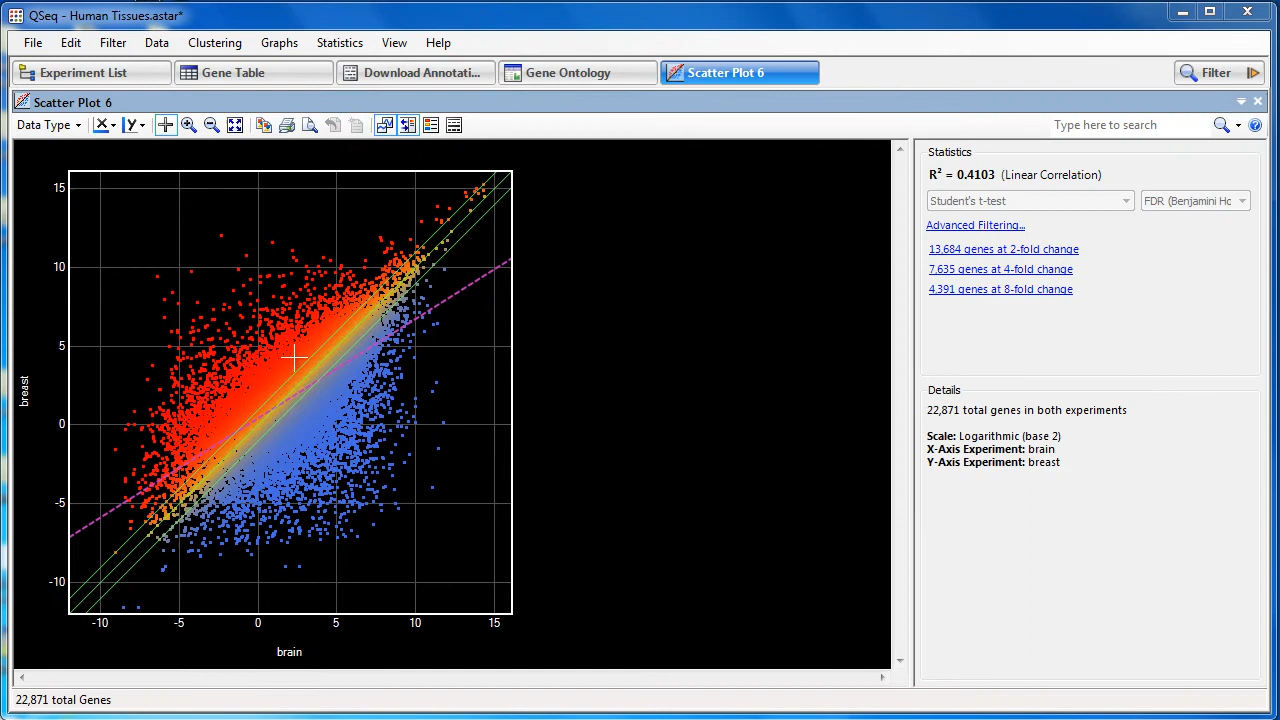 QSeq - Human Tissues.astar*
File Edit Filter Data Clustering Graphs Statistics View Help
Experiment List Gene Table Download Annotati... Gene Ontology Scatter Plot 6 Filter
Scatter Plot 6
Data Type X Y Type here to search
Statistics
R² = 0.4103 (Linear Correlation)
Student's t-test FDR (Benjamini Ho
Advanced Filtering...
13,684 genes at 2-fold change
7,635 genes at 4-fold change
4,391 genes at 8-fold change
Details
22,871 total genes in both experiments
Scale: Logarithmic (base 2)
X-Axis Experiment: brain
Y-Axis Experiment: breast
15
10
5
0
-5
-10
breast
-10 -5 0 5 10 15
brain
22,871 total Genes